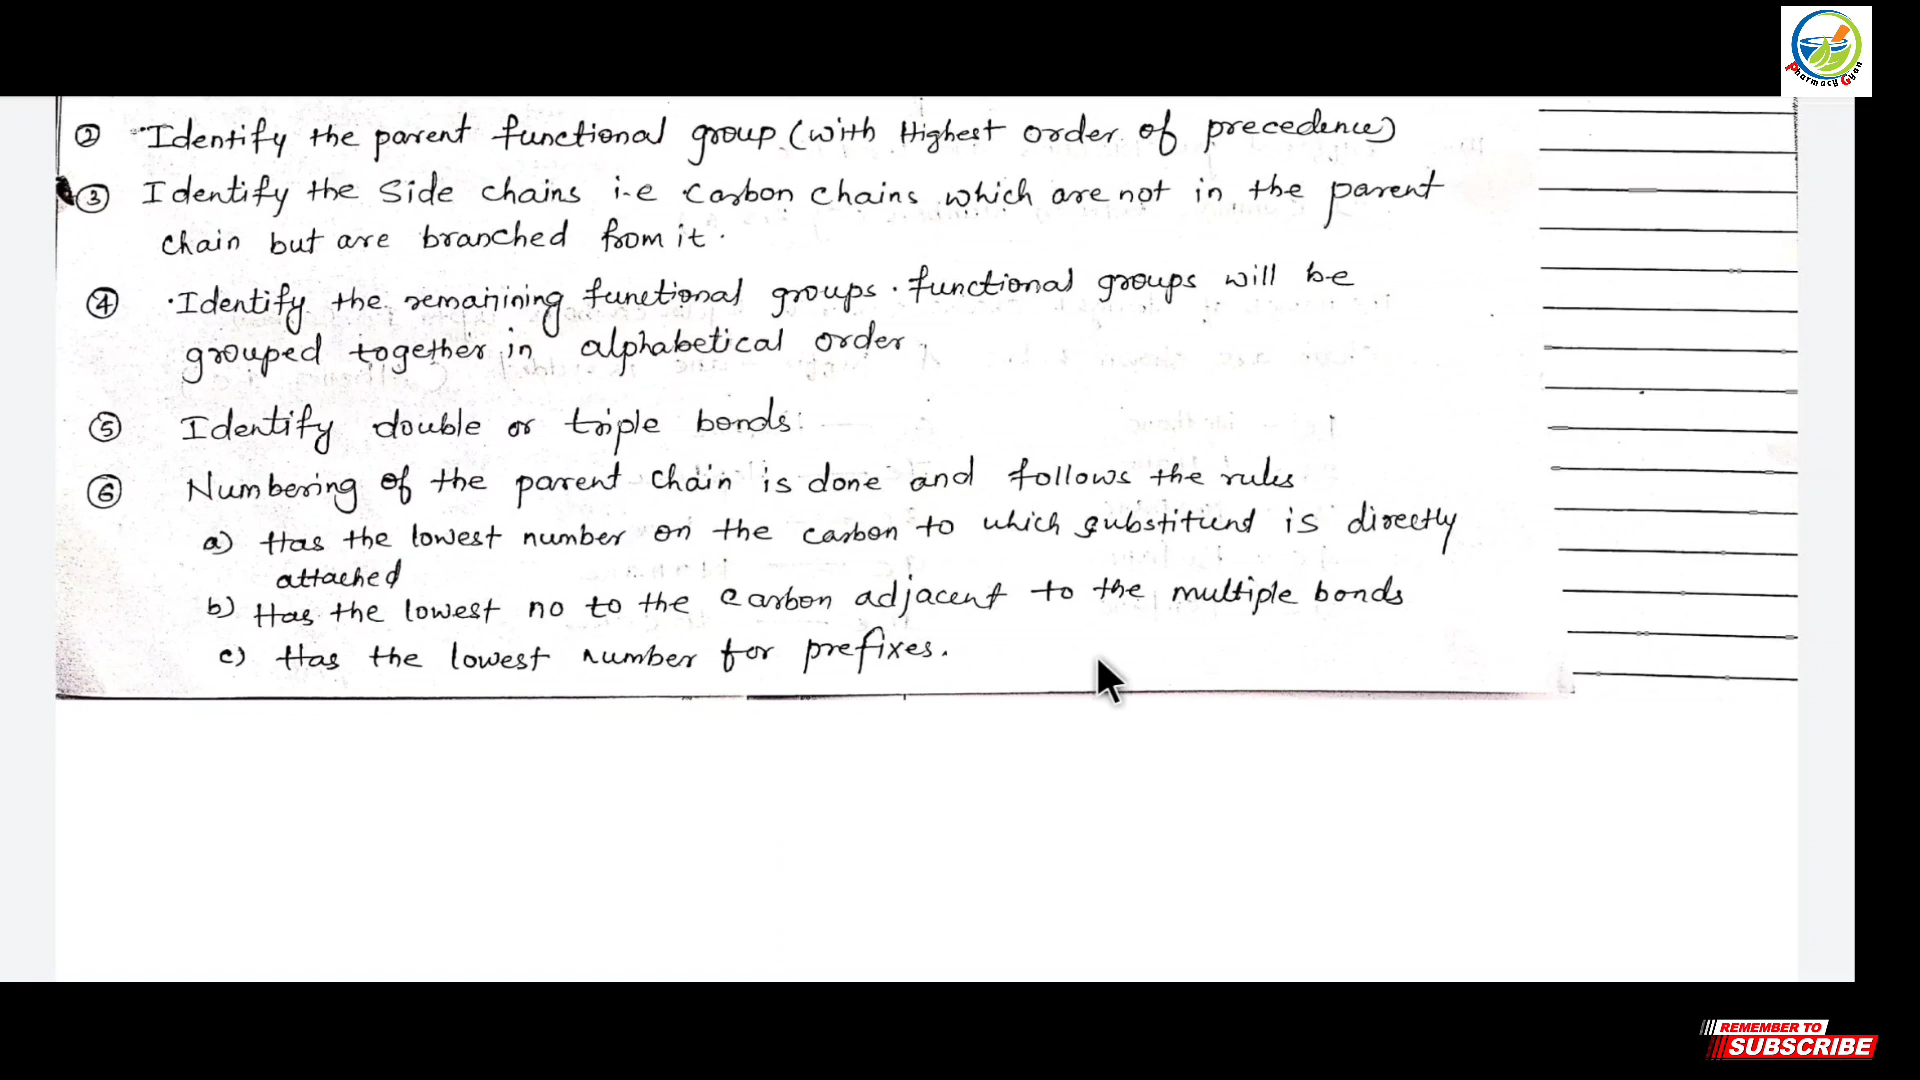 Pharmacy Gyan
② Identify the parent functional group (with Highest order of precedence)
③ Identify the Side chains i-e Carbon chains which are not in the parent
chain but are branched from it.
④ Identify the remaining functional groups. functional groups will be
grouped together in alphabetical order.
⑤ Identify double or triple bonds.
⑥ Numbering of the parent chain is done and follows the rules
a) Has the lowest number on the carbon to which substituent is directly
attached
b) Has the lowest no to the carbon adjacent to the multiple bonds
c) Has the lowest number for prefixes.
REMEMBER TO
SUBSCRIBE